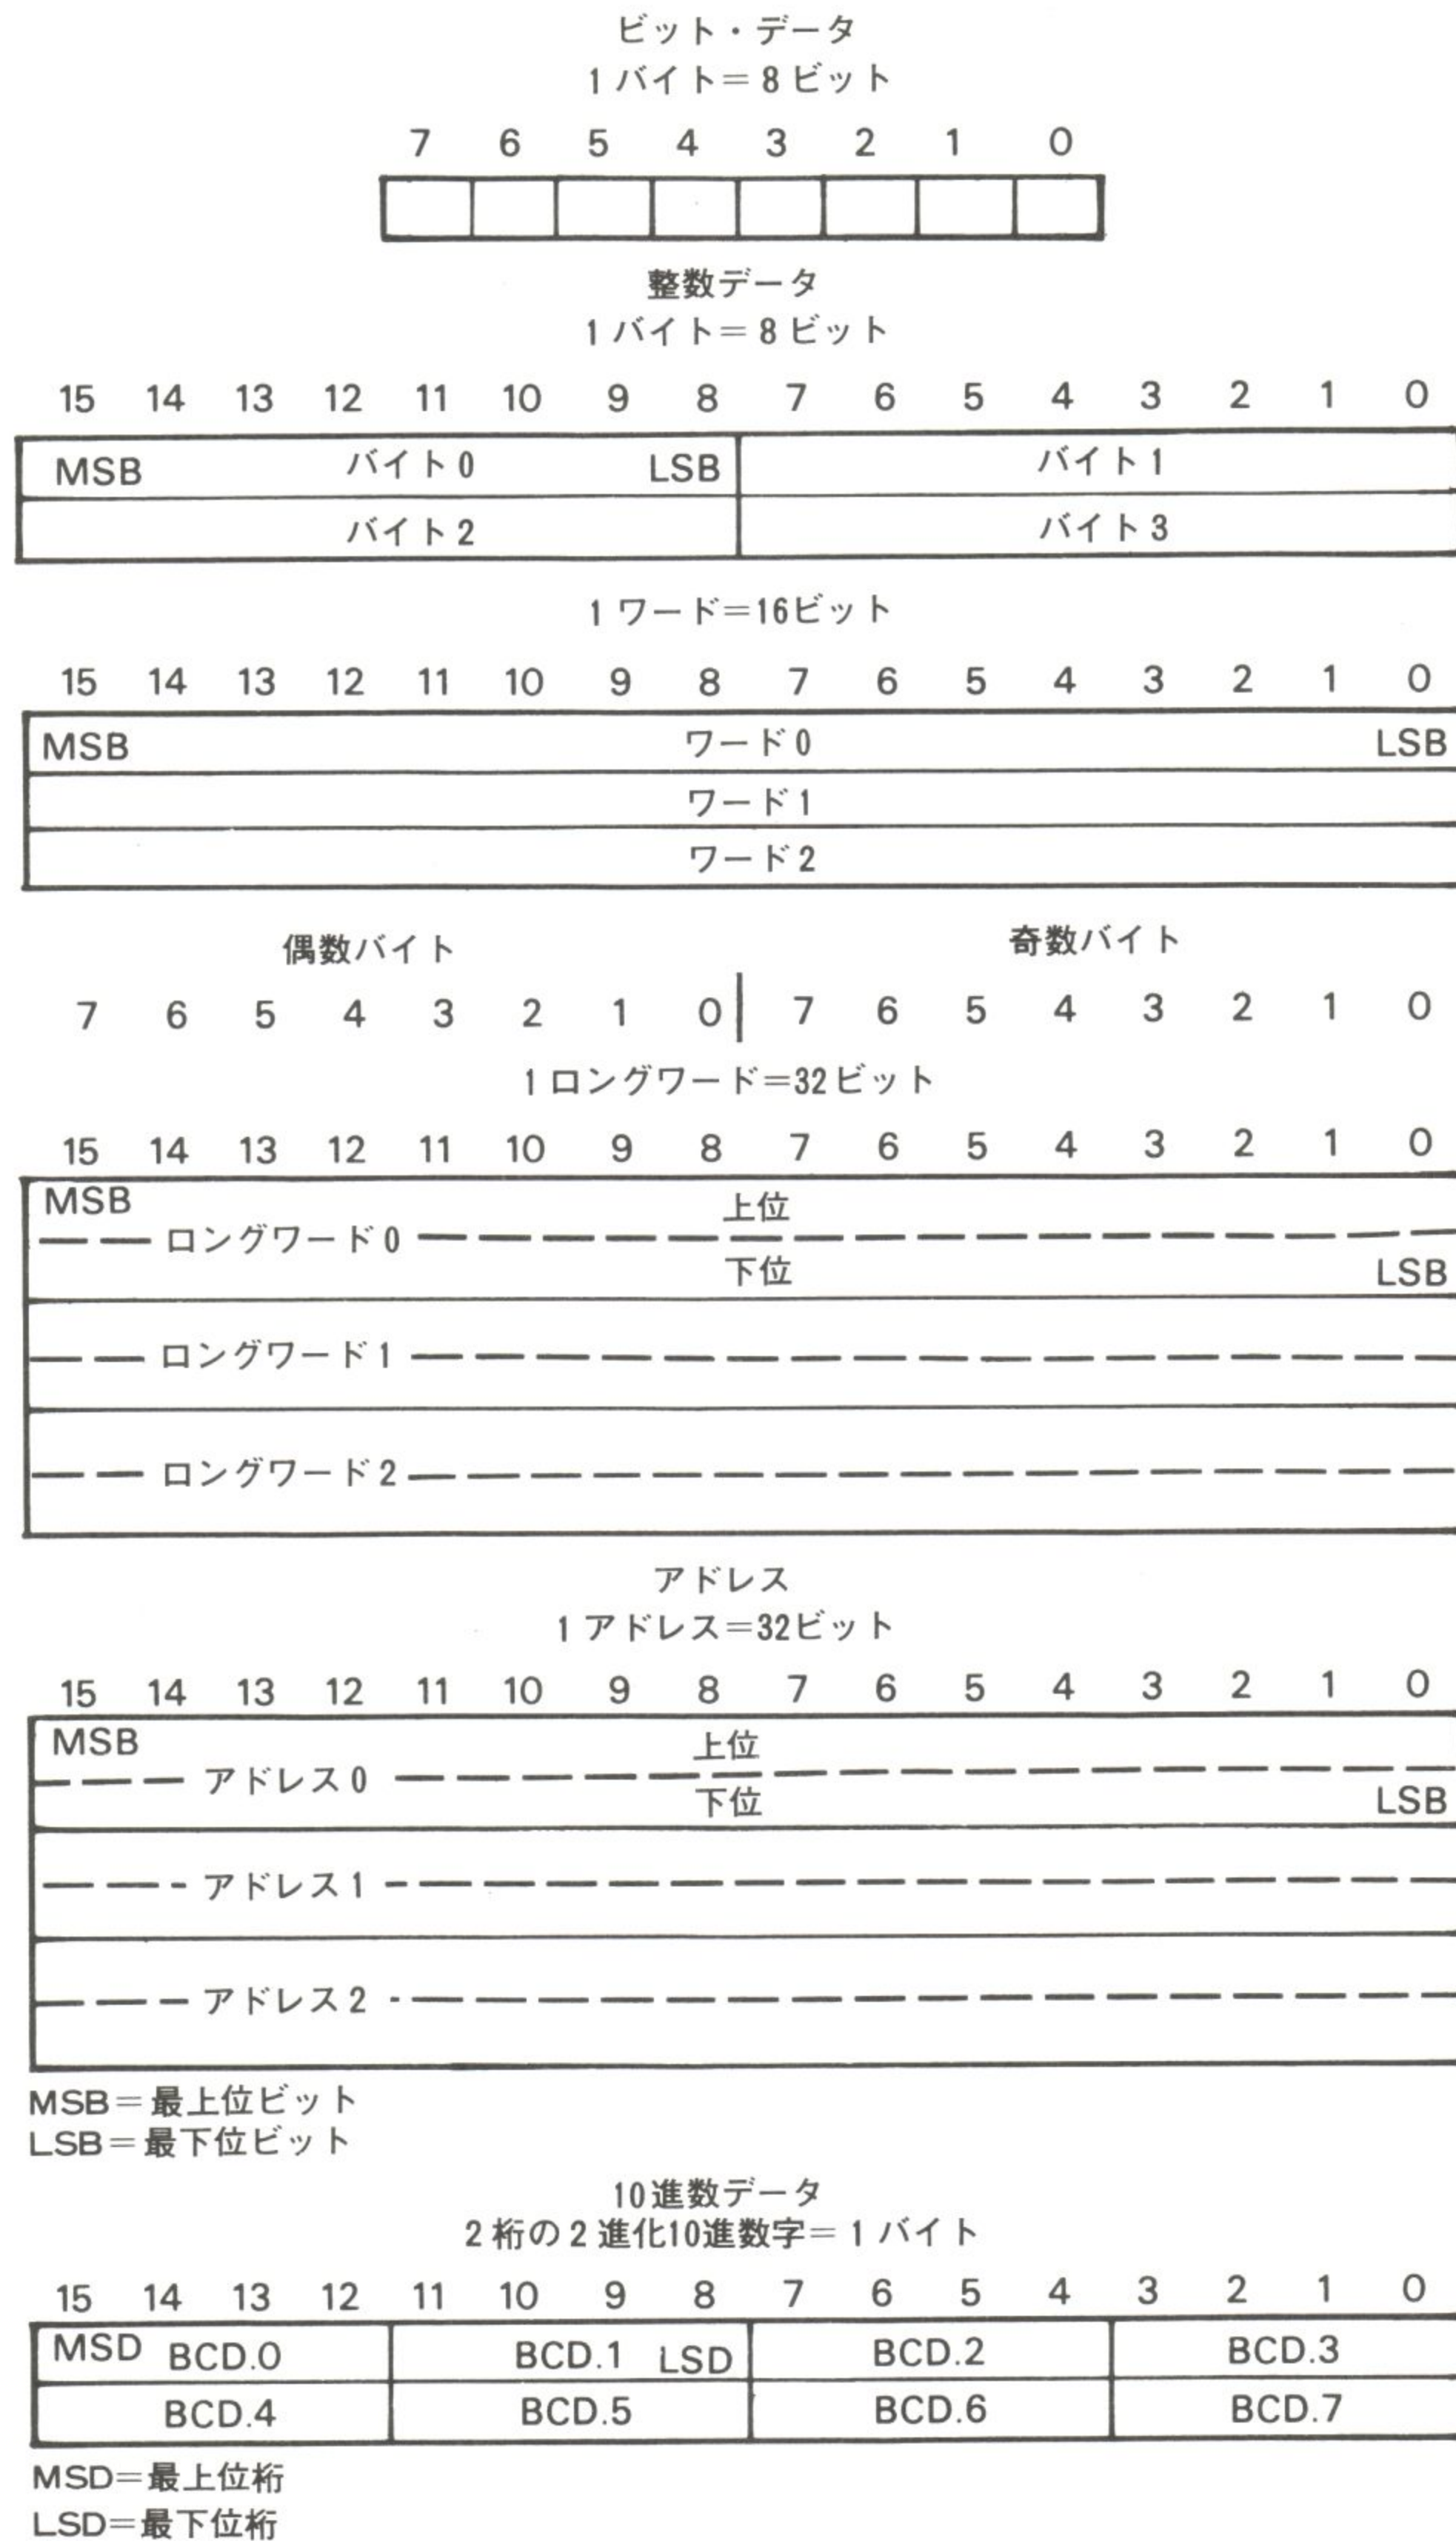 ビット・データ
1バイト＝8ビット
7 6 5 4 3 2 1 0
整数データ
1バイト＝8ビット
15 14 13 12 11 10 9 8 7 6 5 4 3 2 1 0
MSB バイト0 LSB バイト1
バイト2 バイト3
1ワード＝16ビット
15 14 13 12 11 10 9 8 7 6 5 4 3 2 1 0
MSB ワード0 LSB
ワード1
ワード2
偶数バイト 奇数バイト
7 6 5 4 3 2 1 0 7 6 5 4 3 2 1 0
1ロングワード＝32ビット
15 14 13 12 11 10 9 8 7 6 5 4 3 2 1 0
MSB 上位
ロングワード0
下位 LSB
ロングワード1
ロングワード2
アドレス
1アドレス＝32ビット
15 14 13 12 11 10 9 8 7 6 5 4 3 2 1 0
MSB 上位
アドレス0
下位 LSB
アドレス1
アドレス2
MSB＝最上位ビット
LSB＝最下位ビット
10進数データ
2桁の2進化10進数字＝1バイト
15 14 13 12 11 10 9 8 7 6 5 4 3 2 1 0
MSD BCD.0 BCD.1 LSD BCD.2 BCD.3
BCD.4 BCD.5 BCD.6 BCD.7
MSD＝最上位桁
LSD＝最下位桁